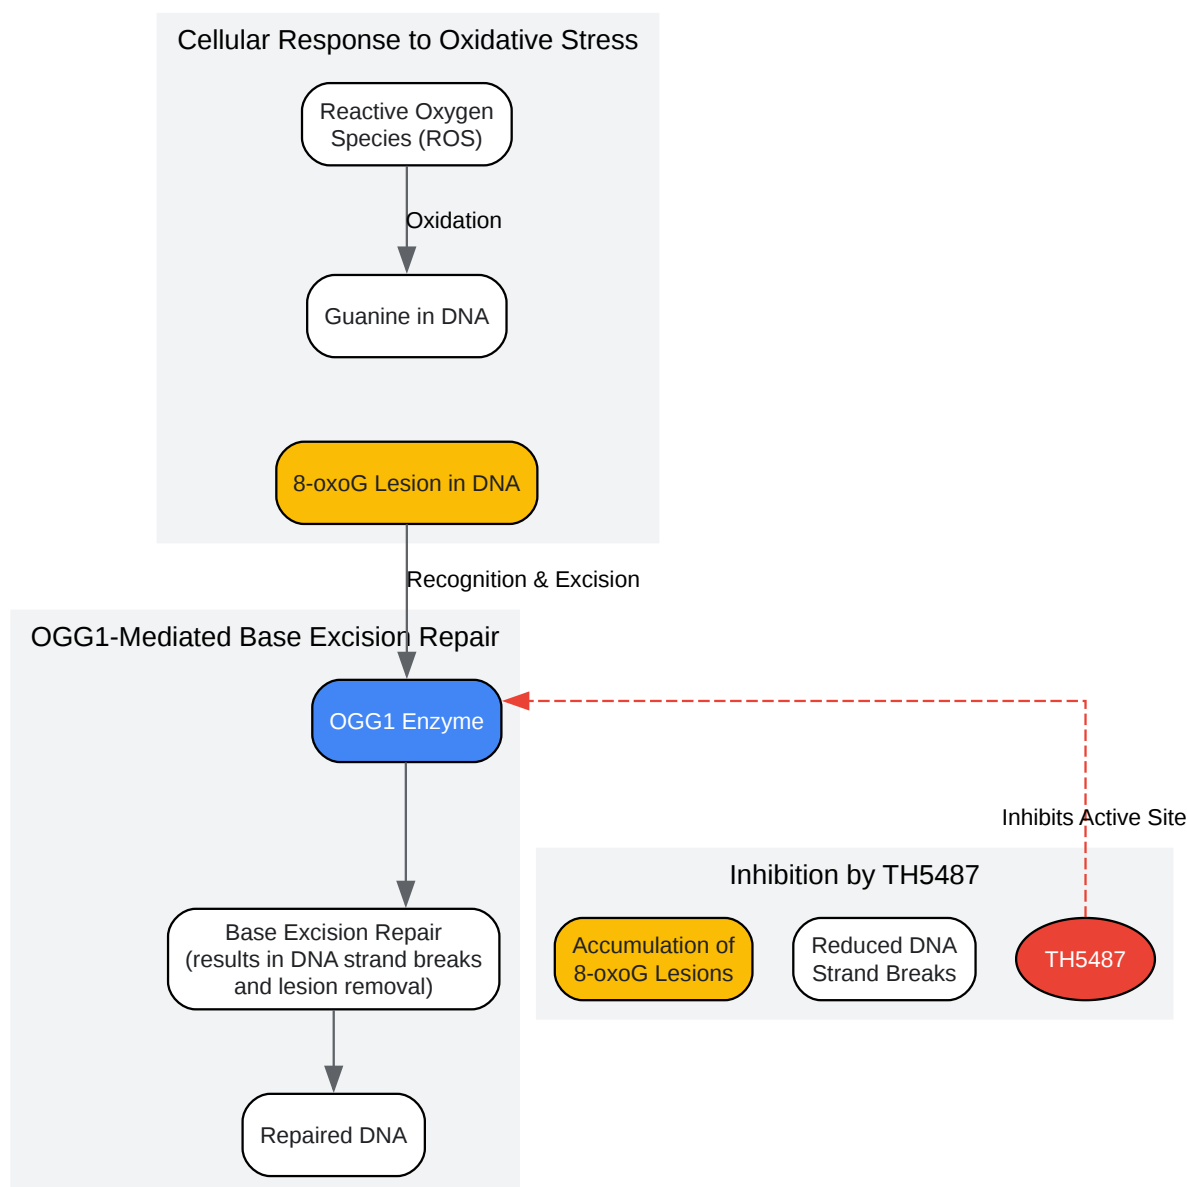 Cellular Response to Oxidative Stress
Reactive Oxygen
Species (ROS)
Oxidation
Guanine in DNA
8-oxoG Lesion in DNA
Recognition & Excision
OGG1-Mediated Base Excision Repair
OGG1 Enzyme
Inhibits Active Site
Inhibition by TH5487
Accumulation of
8-oxoG Lesions
Reduced DNA
Strand Breaks
TH5487
Base Excision Repair
(results in DNA strand breaks
and lesion removal)
Repaired DNA